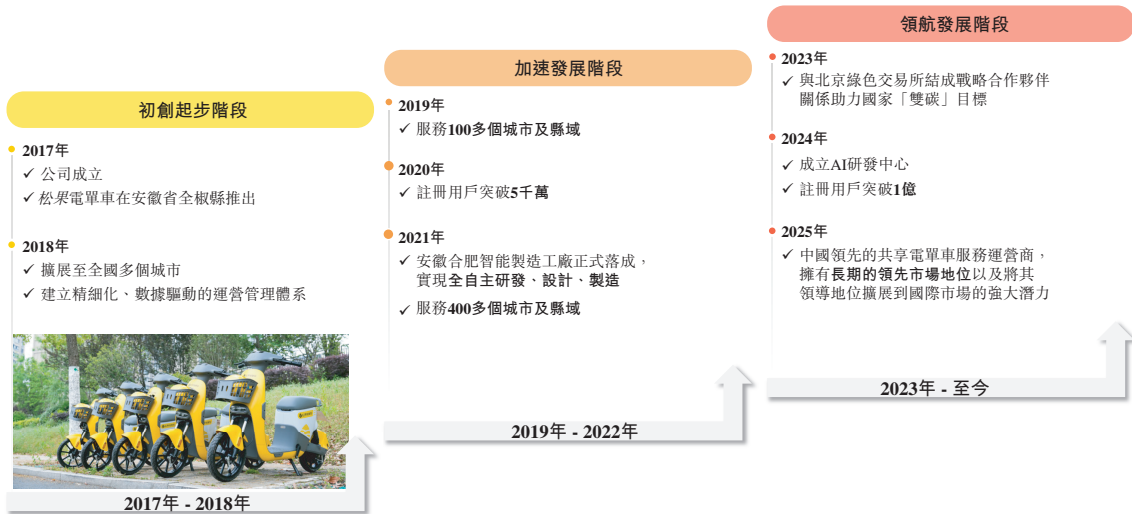 初創起步階段
2017年
✓ 公司成立
✓ 松果電單車在安徽省全椒縣推出
2018年
✓ 擴展至全國多個城市
✓ 建立精細化、數據驅動的運營管理體系
2017年 - 2018年
加速發展階段
2019年
✓ 服務100多個城市及縣域
2020年
✓ 註冊用戶突破5千萬
2021年
✓ 安徽合肥智能製造工廠正式落成，
實現全自主研發、設計、製造
✓ 服務400多個城市及縣域
2019年 - 2022年
領航發展階段
2023年
✓ 與北京綠色交易所結成戰略合作夥伴
關係助力國家「雙碳」目標
2024年
✓ 成立AI研發中心
✓ 註冊用戶突破1億
2025年
✓ 中國領先的共享電單車服務運營商，
擁有長期的領先市場地位以及將其
領導地位擴展到國際市場的強大潛力
2023年 - 至今